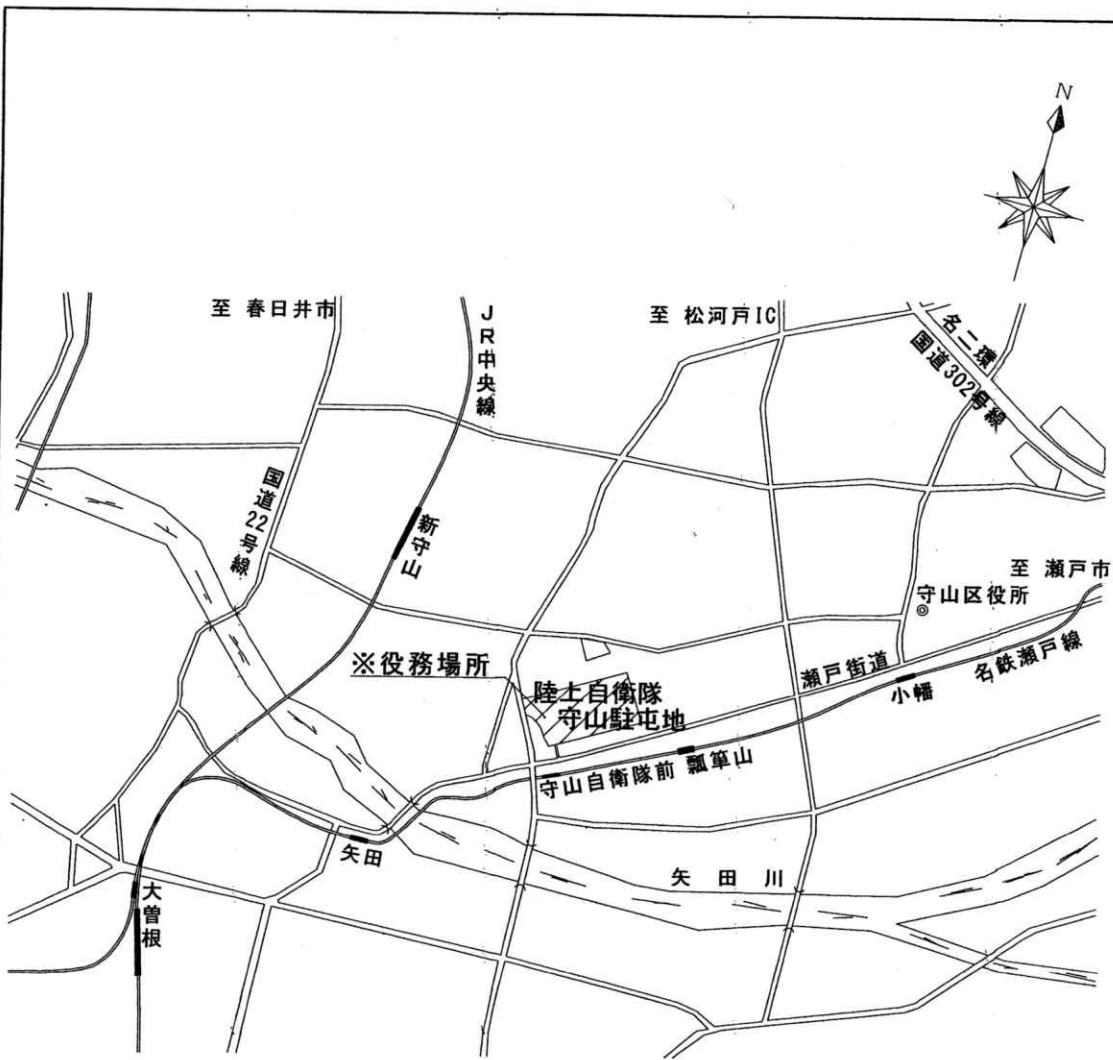 N
至 春日井市
JR中央線
至 松河戸IC
名二環
国道302号線
国道22号線
新守山
至 瀬戸市
守山区役所
※役務場所
陸上自衛隊
守山駐屯地
瀬戸街道
名鉄瀬戸線
小幡
守山自衛隊前
瓢箪山
矢田
矢田川
大曽根